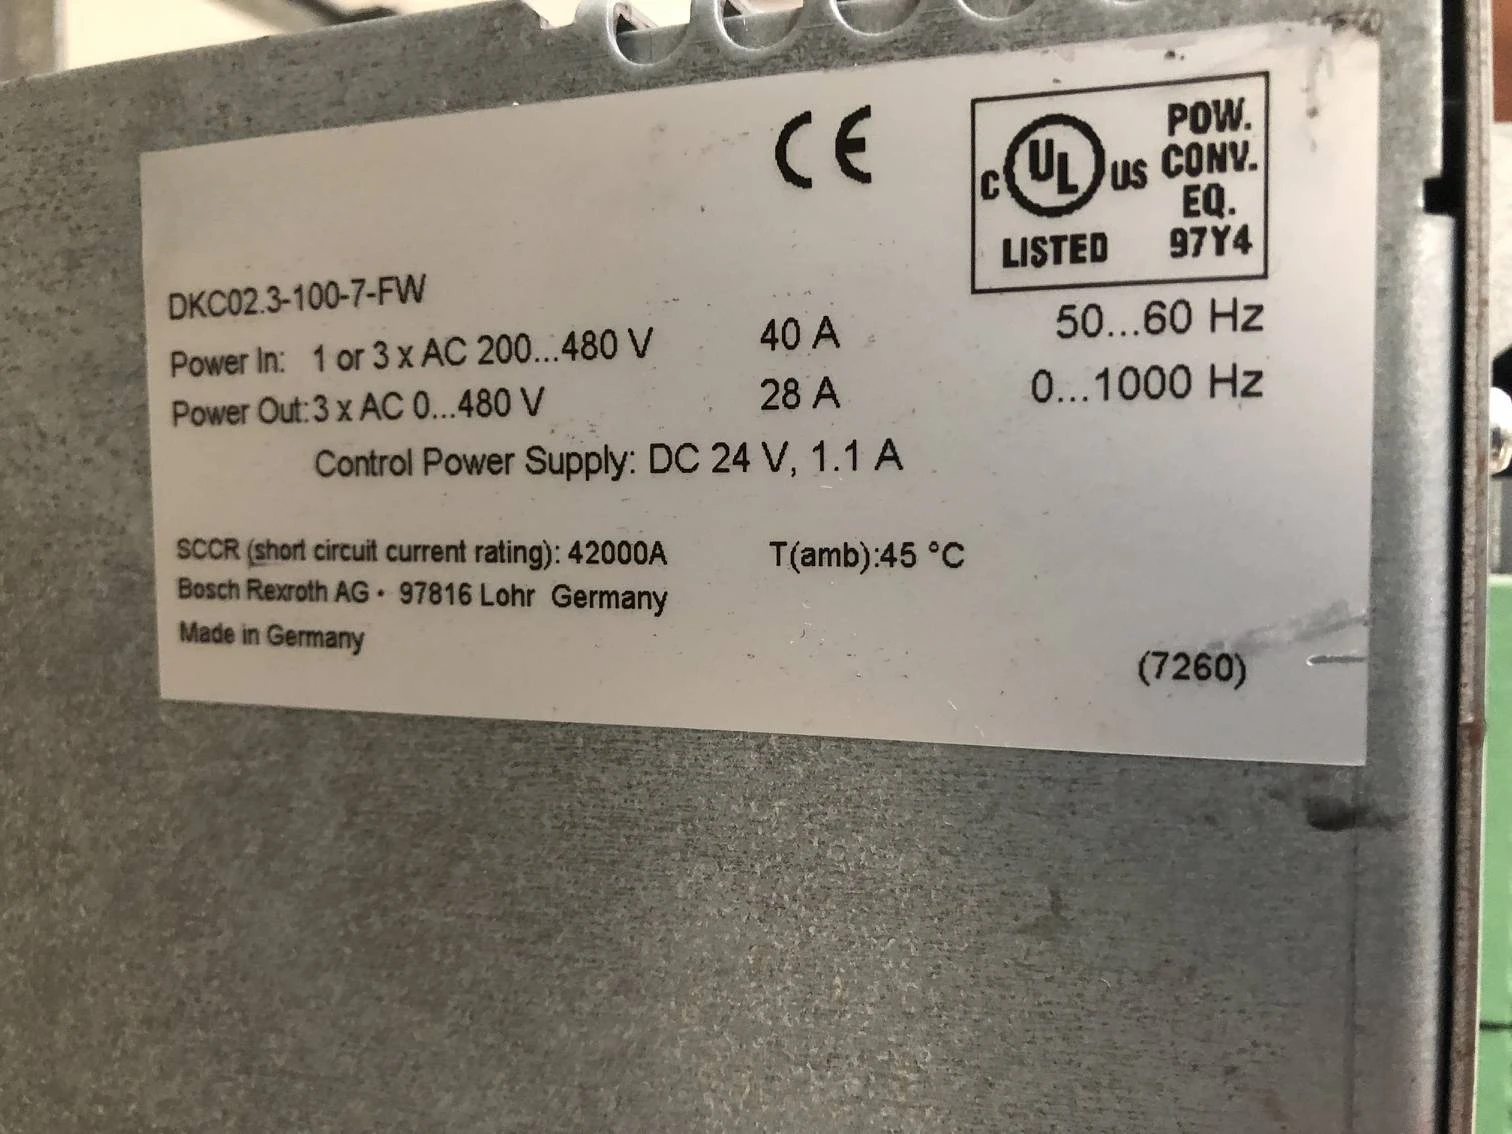 CE
C UL US
LISTED
POW.
CONV.
EQ.
97Y4
DKC02.3-100-7-FW
Power In: 1 or 3 x AC 200...480 V 40 A 50...60 Hz
Power Out: 3 x AC 0...480 V 28 A 0...1000 Hz
Control Power Supply: DC 24 V, 1.1 A
SCCR (short circuit current rating): 42000A T(amb):45 °C
Bosch Rexroth AG • 97816 Lohr Germany
Made in Germany
(7260)